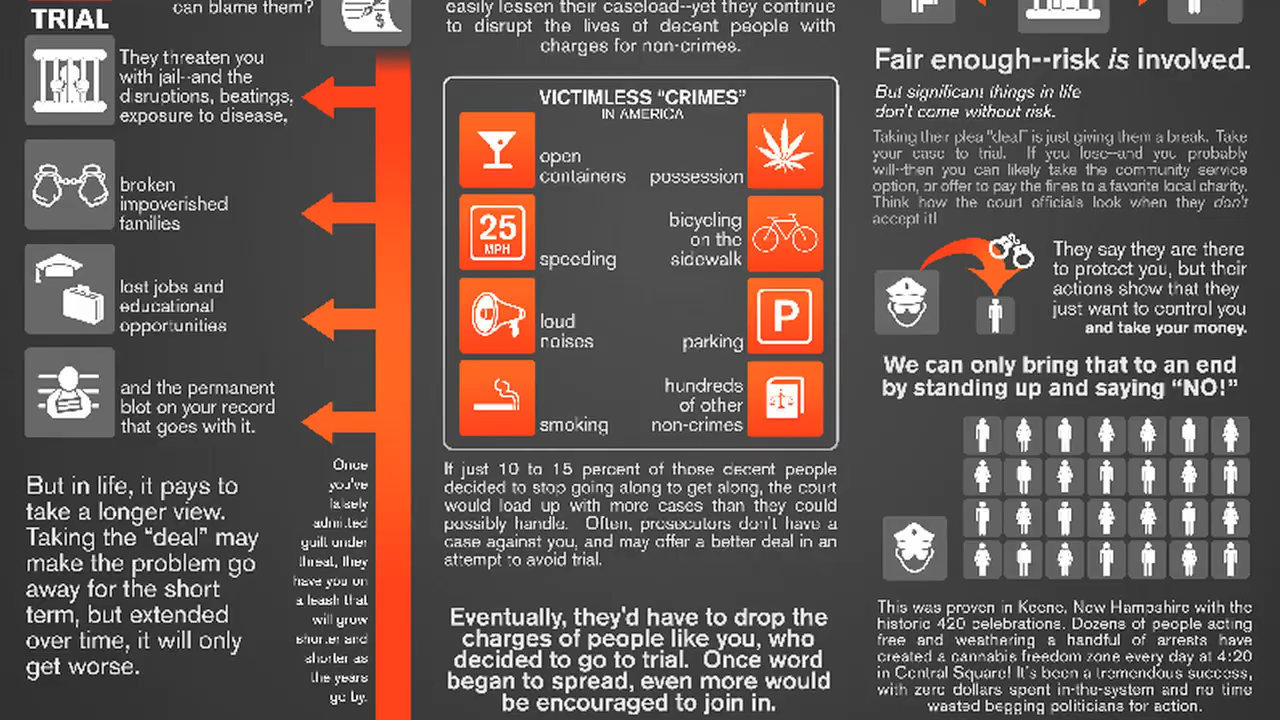 TRIAL
can blame them?
They threaten you
with jail--and the
disruptions, beatings,
exposure to disease,
broken
impoverished
families
lost jobs and
educational
opportunities
and the permanent
blot on your record
that goes with it.
But in life, it pays to
take a longer view.
Taking the “deal” may
make the problem go
away for the short
term, but extended
over time, it will only
get worse.
Once
you've
falsely
admitted
guilt under
threat, they
have you on
a leash that
will grow
shorter and
shorter as
the years
go by.
easily lessen their caseload--yet they continue
to disrupt the lives of decent people with
charges for non-crimes.
VICTIMLESS “CRIMES”
IN AMERICA
open
containers
possession
25
MPH
speeding
bicycling
on the
sidewalk
loud
noises
P
parking
smoking
hundreds
of other
non-crimes
If just 10 to 15 percent of those decent people
decided to stop going along to get along, the court
would load up with more cases than they could
possibly handle. Often, prosecutors don't have a
case against you, and may offer a better deal in an
attempt to avoid trial.
Eventually, they'd have to drop the
charges of people like you, who
decided to go to trial. Once word
began to spread, even more would
be encouraged to join in.
Fair enough--risk is involved.
But significant things in life
don't come without risk.
Taking their plea “deal” is just giving them a break. Take
your case to trial. If you lose--and you probably
will--then you can likely take the community service
option, or offer to pay the fines to a favorite local charity.
Think how the court officials look when they don't
accept it!
They say they are there
to protect you, but their
actions show that they
just want to control you
and take your money.
We can only bring that to an end
by standing up and saying “NO!”
This was proven in Keene, New Hampshire with the
historic 420 celebrations. Dozens of people acting
free and weathering a handful of arrests have
created a cannabis freedom zone every day at 4:20
in Central Square! It's been a tremendous success,
with zero dollars spent in-the-system and no time
wasted begging politicians for action.